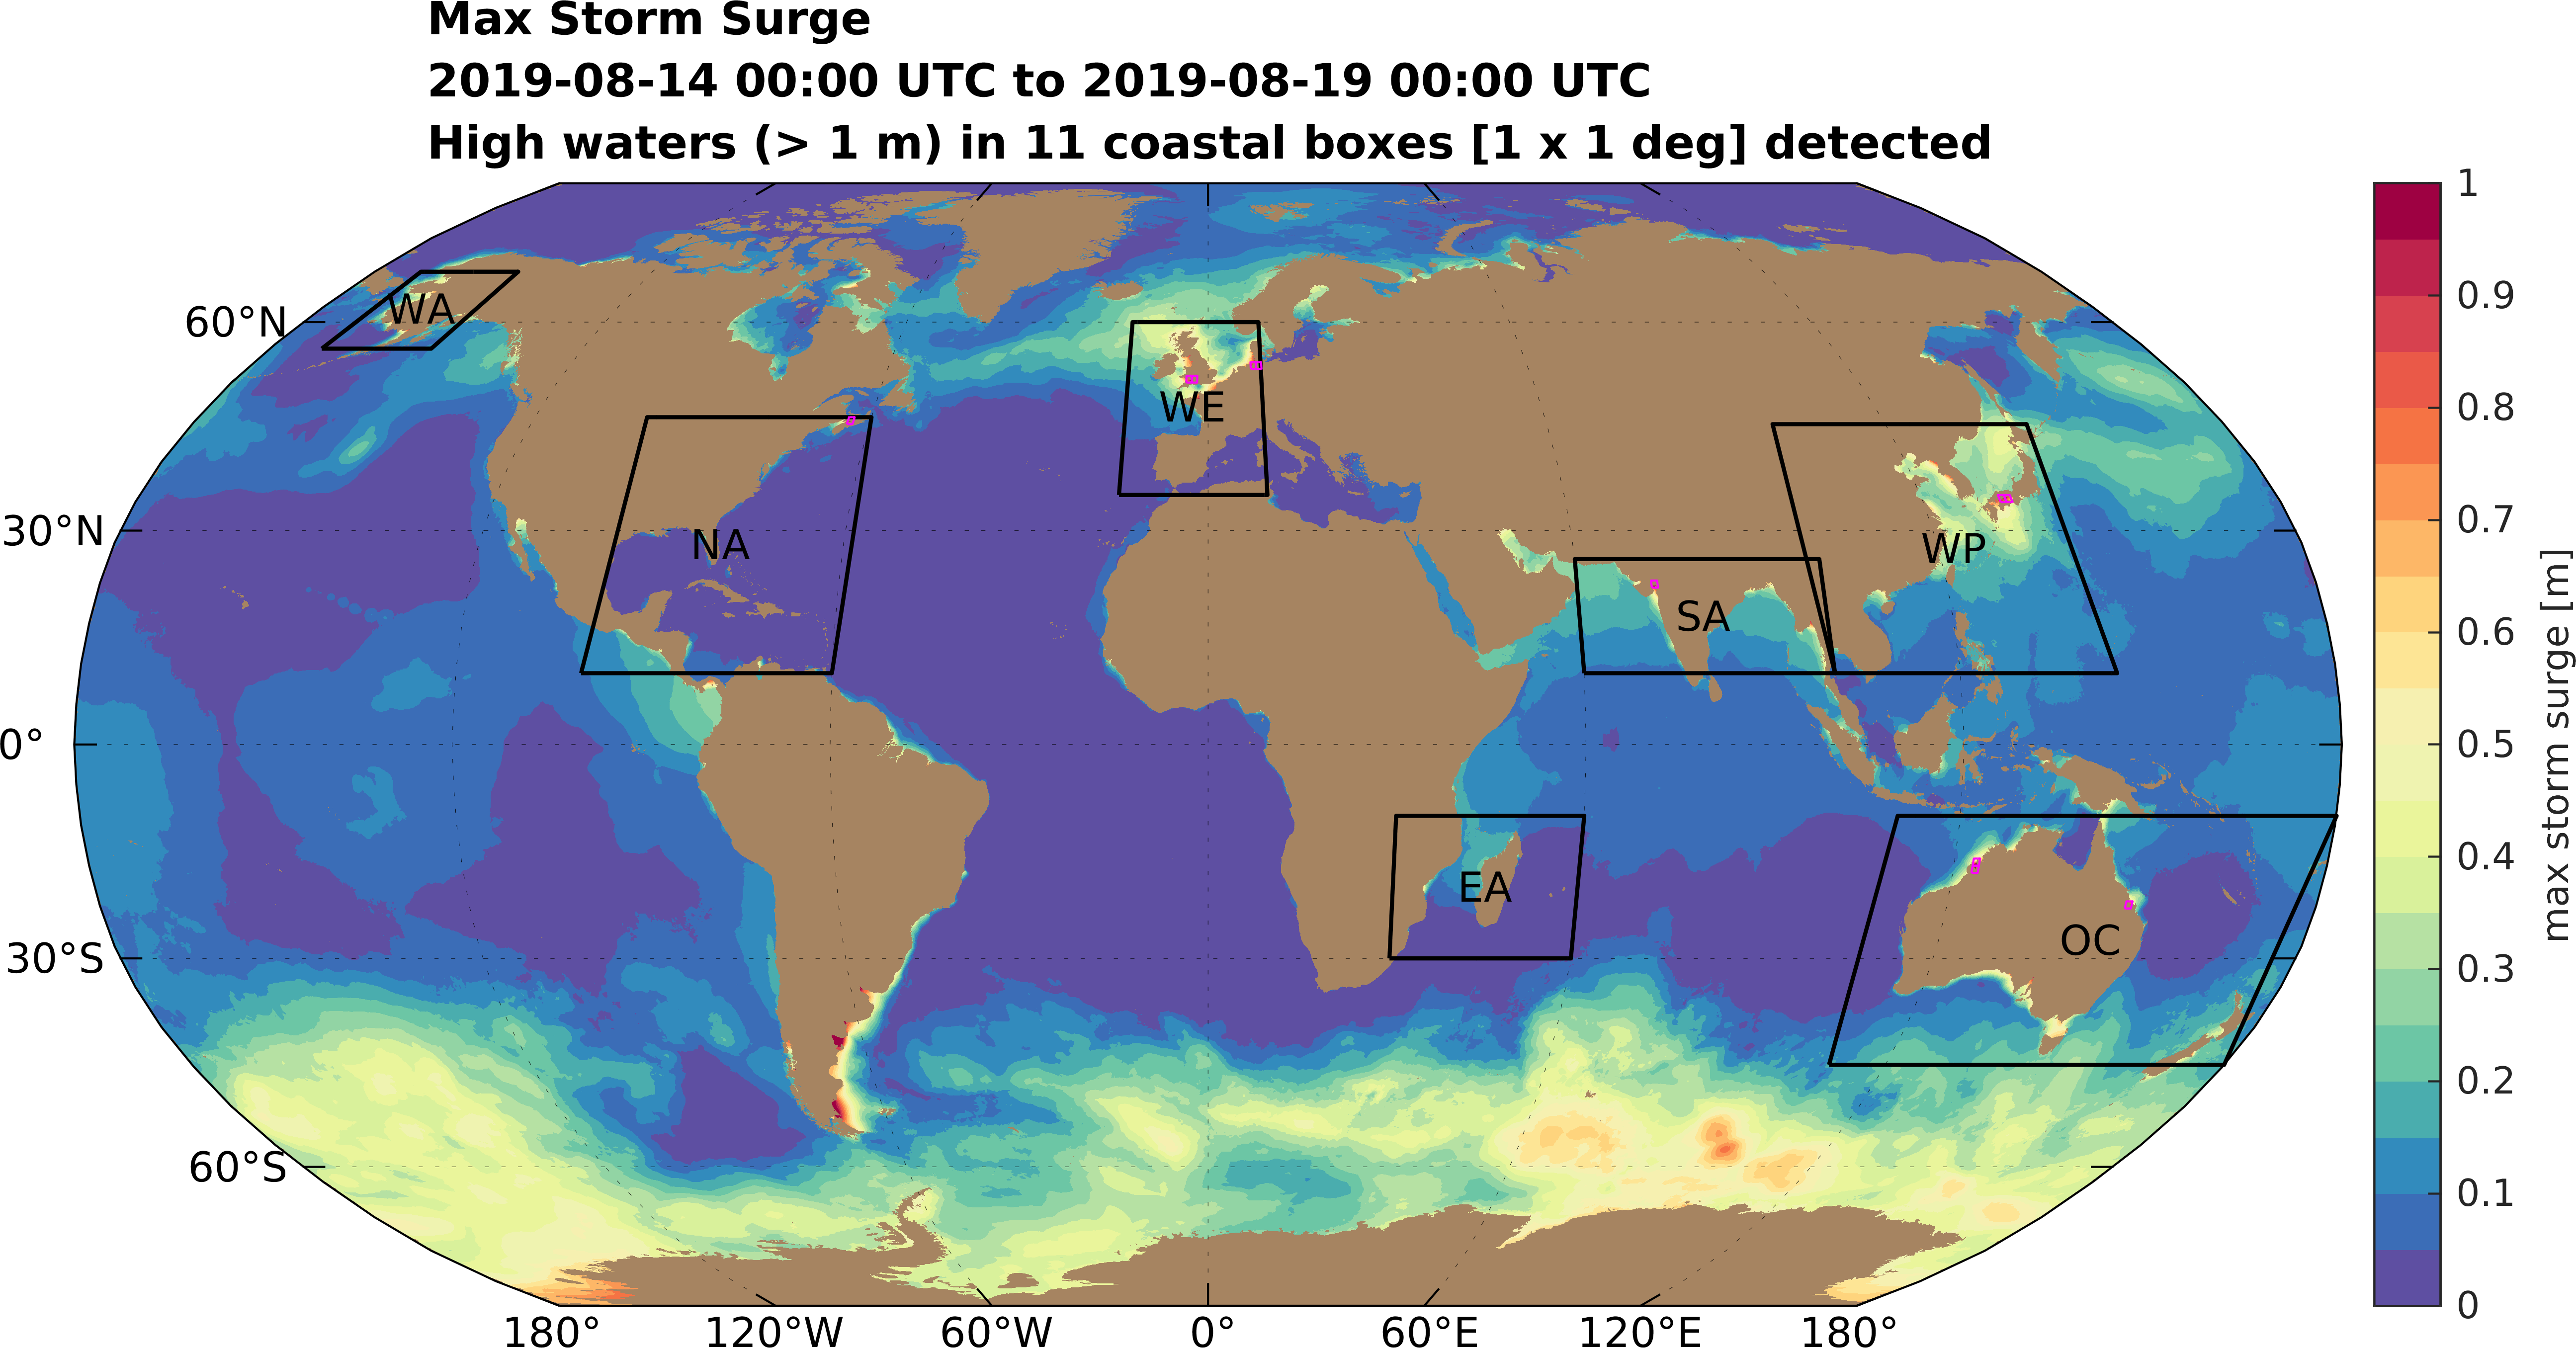 Max Storm Surge
2019-08-14 00:00 UTC to 2019-08-19 00:00 UTC
High waters (> 1 m) in 11 coastal boxes [1 x 1 deg] detected
60°N
30°N
0°
30°S
60°S
WA
NA
WE
SA
WP
EA
OC
180°
120°W
60°W
0°
60°E
120°E
180°
1
0.9
0.8
0.7
0.6
0.5
0.4
0.3
0.2
0.1
0
max storm surge [m]